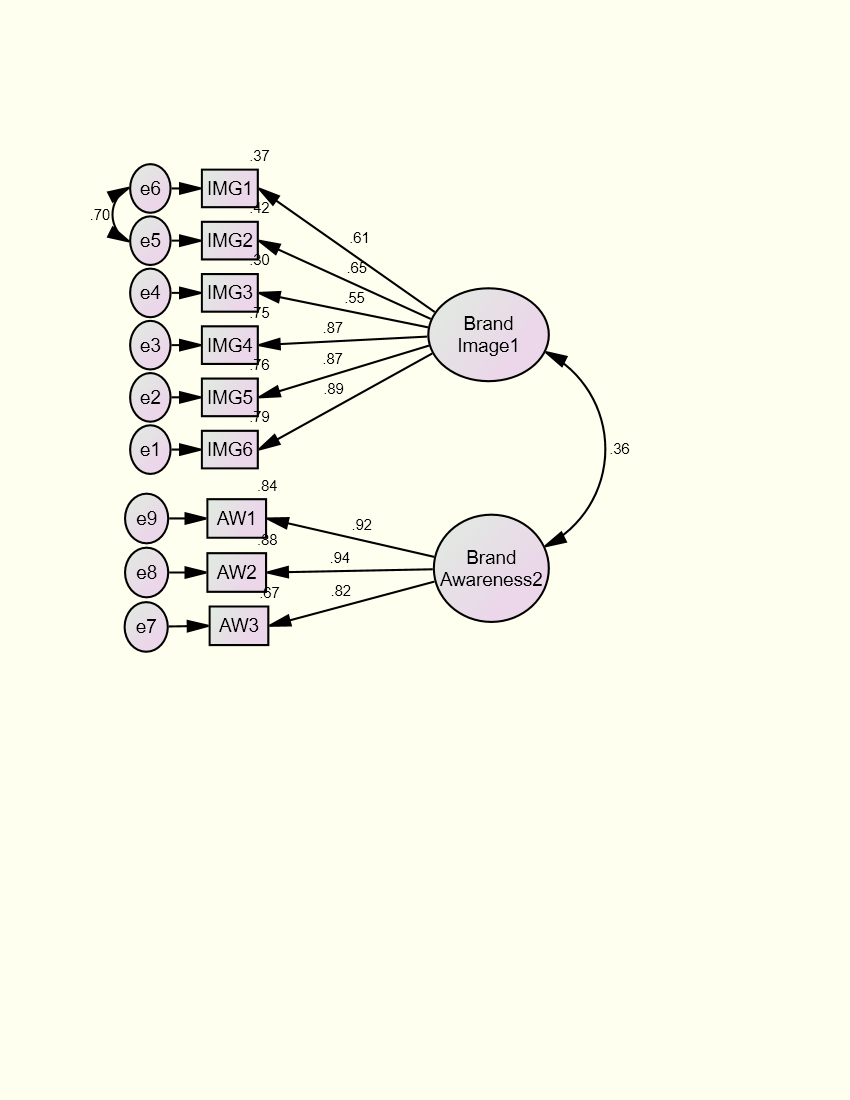 .37
e6
IMG1
.42
.70
.61
e5
IMG2
.30
.65
e4
IMG3
.75
.55
Brand
Image1
e3
IMG4
.76
.87
e2
IMG5
.79
.87
e1
IMG6
.89
.36
.84
e9
AW1
.88
.92
e8
AW2
.67
.94
Brand
Awareness2
e7
AW3
.82